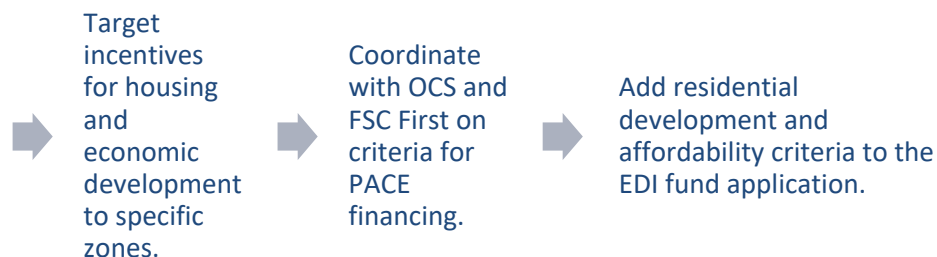 Target
incentives
for housing
and
economic
development
to specific
zones.
Coordinate
with OCS and
FSC First on
criteria for
PACE
financing.
Add residential
development and
affordability criteria to the
EDI fund application.